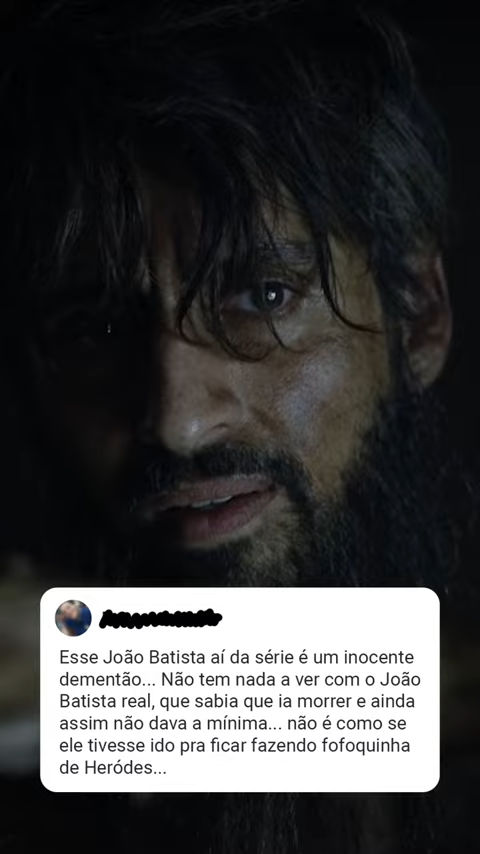 Esse João Batista aí da série é um inocente
dementão... Não tem nada a ver com o João
Batista real, que sabia que ia morrer e ainda
assim não dava a mínima... não é como se
ele tivesse ido pra ficar fazendo fofoquinha
de Heródes...